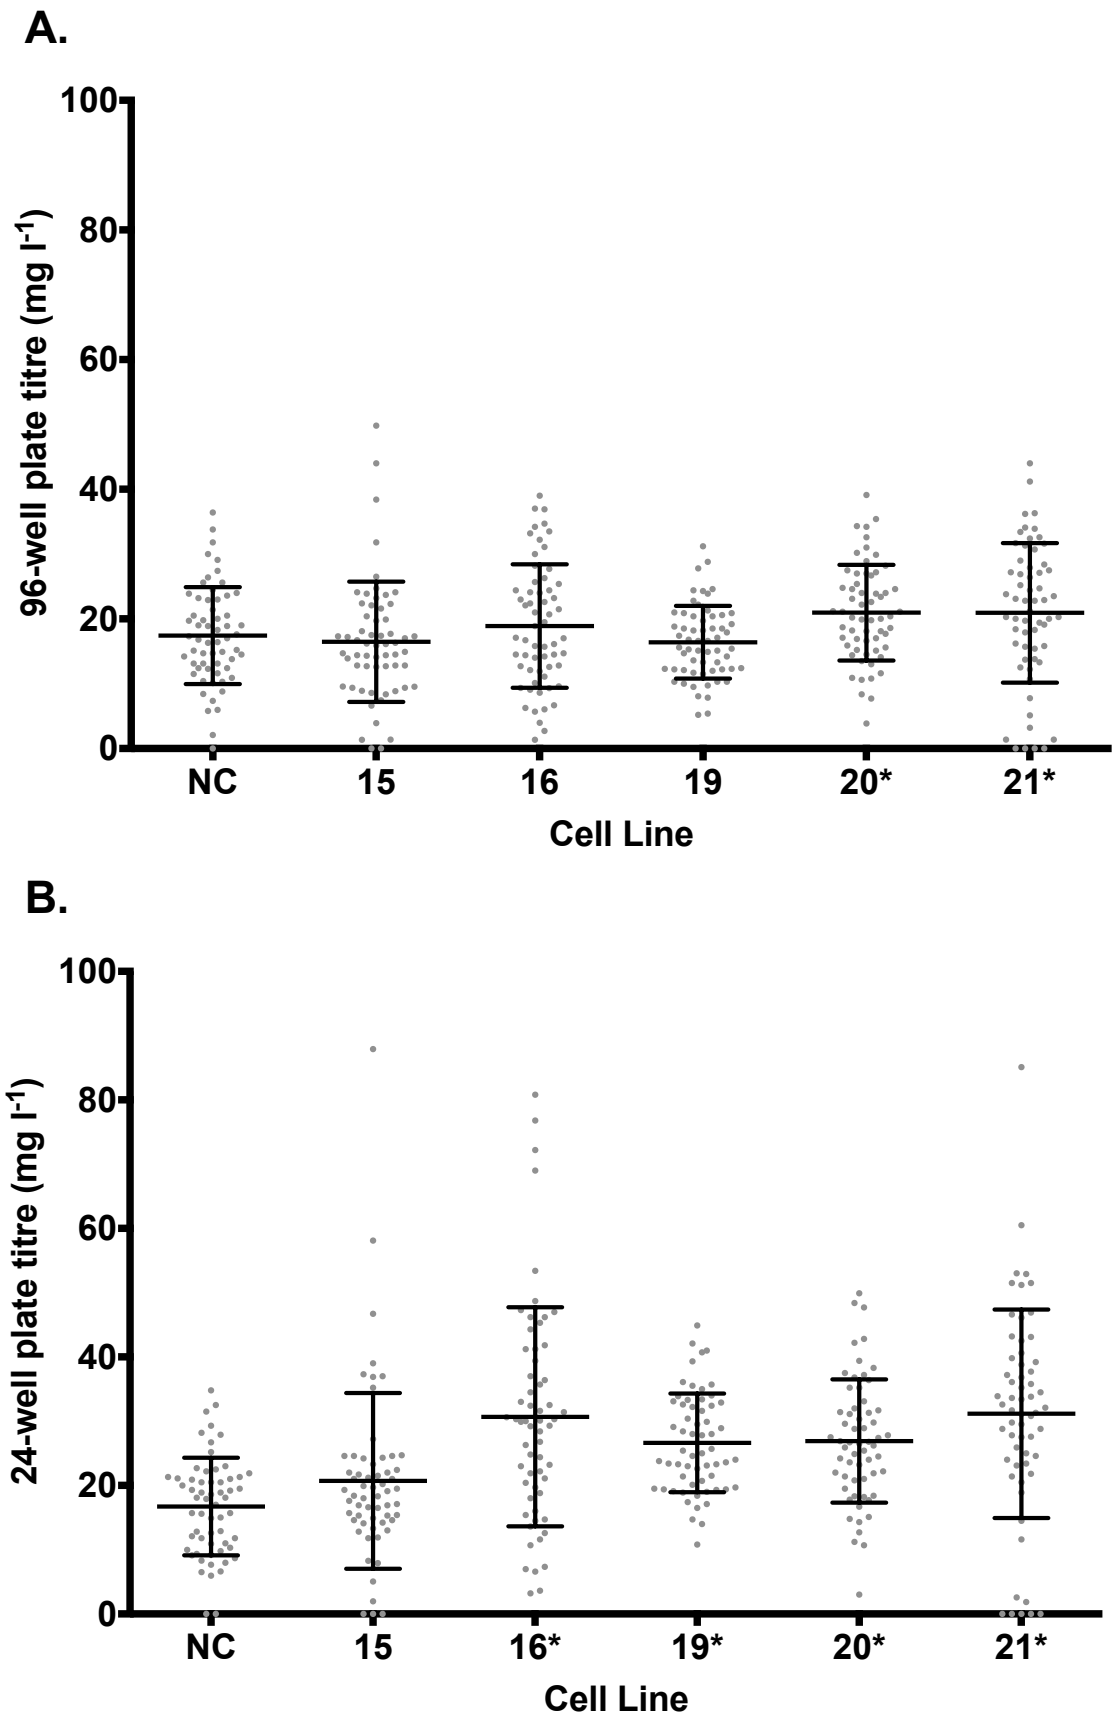 A.
96-well plate titre (mg l-1)
100
80
60
40
20
0
NC 15 16 19 20* 21*
Cell Line
B.
24-well plate titre (mg l-1)
100
80
60
40
20
0
NC 15 16* 19* 20* 21*
Cell Line